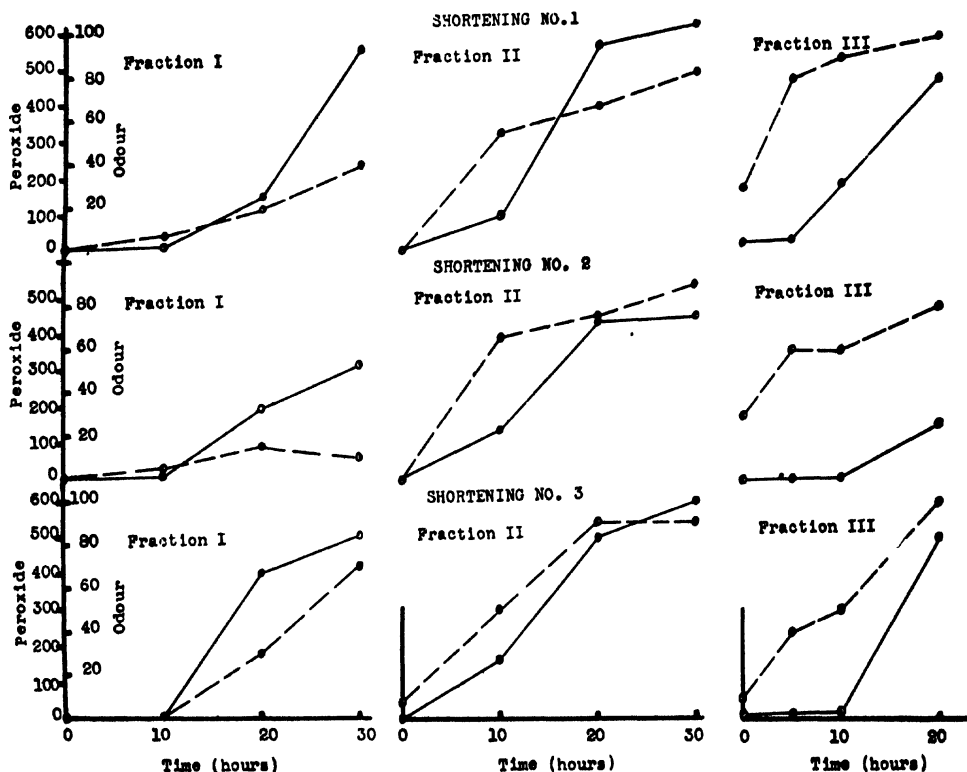 SHORTENING NO.1
Fraction I
Fraction II
Fraction III
600
500
400
300
200
100
0
100
80
60
40
20
Peroxide
Odour
SHORTENING NO. 2
Fraction I
Fraction II
Fraction III
500
400
300
200
100
0
80
60
40
20
Peroxide
Odour
SHORTENING NO. 3
Fraction I
Fraction II
Fraction III
600
500
400
300
200
100
0
100
80
60
40
20
Peroxide
Odour
0 10 20 30
0 10 20 30
0 10 20
Time (hours)
Time (hours)
Time (hours)